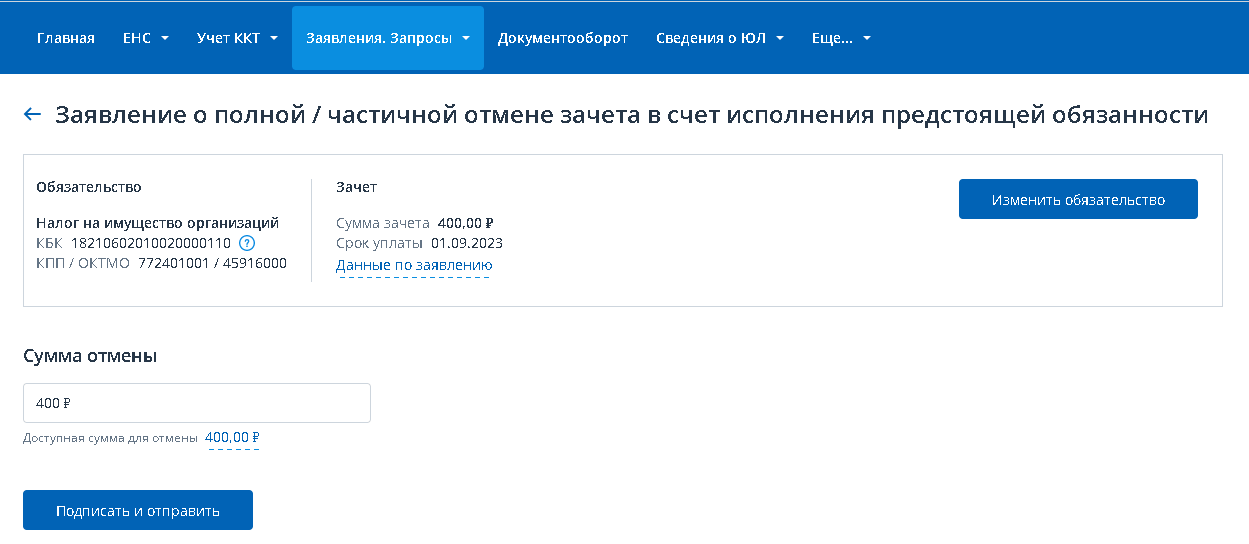 Главная ЕНС Учет ККТ Заявления. Запросы Документооборот Сведения о ЮЛ Еще...
Заявление о полной / частичной отмене зачета в счет исполнения предстоящей обязанности
Обязательство
Налог на имущество организаций
КБК 18210602010020000110 ?
КПП / ОКТМО 772401001 / 45916000
Зачет
Сумма зачета 400,00 ₽
Срок уплаты 01.09.2023
Данные по заявлению
Изменить обязательство
Сумма отмены
400 ₽
Доступная сумма для отмены 400,00 ₽
Подписать и отправить